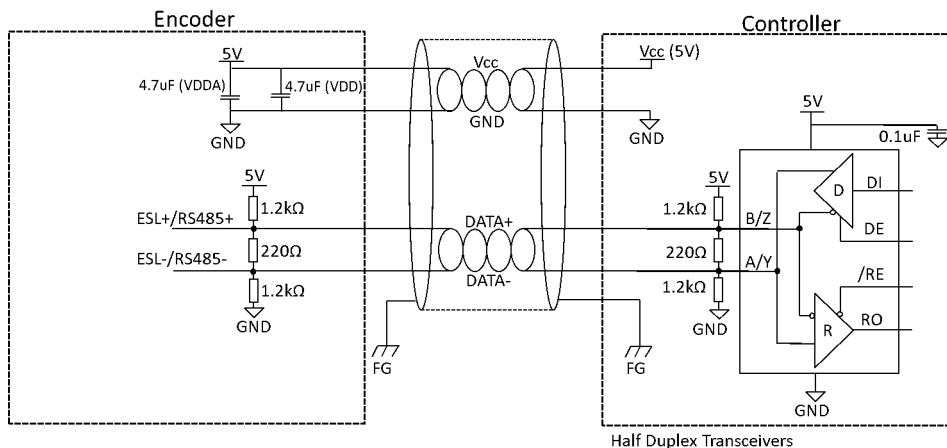 Encoder
Controller
5V
4.7uF (VDDA)
4.7uF (VDD)
GND
Vcc
GND
Vcc (5V)
GND
5V
0.1uF
5V
1.2kΩ
ESL+/RS485+
220Ω
ESL-/RS485-
1.2kΩ
GND
DATA+
DATA-
FG
FG
5V
1.2kΩ
B/Z
220Ω
A/Y
1.2kΩ
GND
D
DI
DE
/RE
R
RO
GND
Half Duplex Transceivers